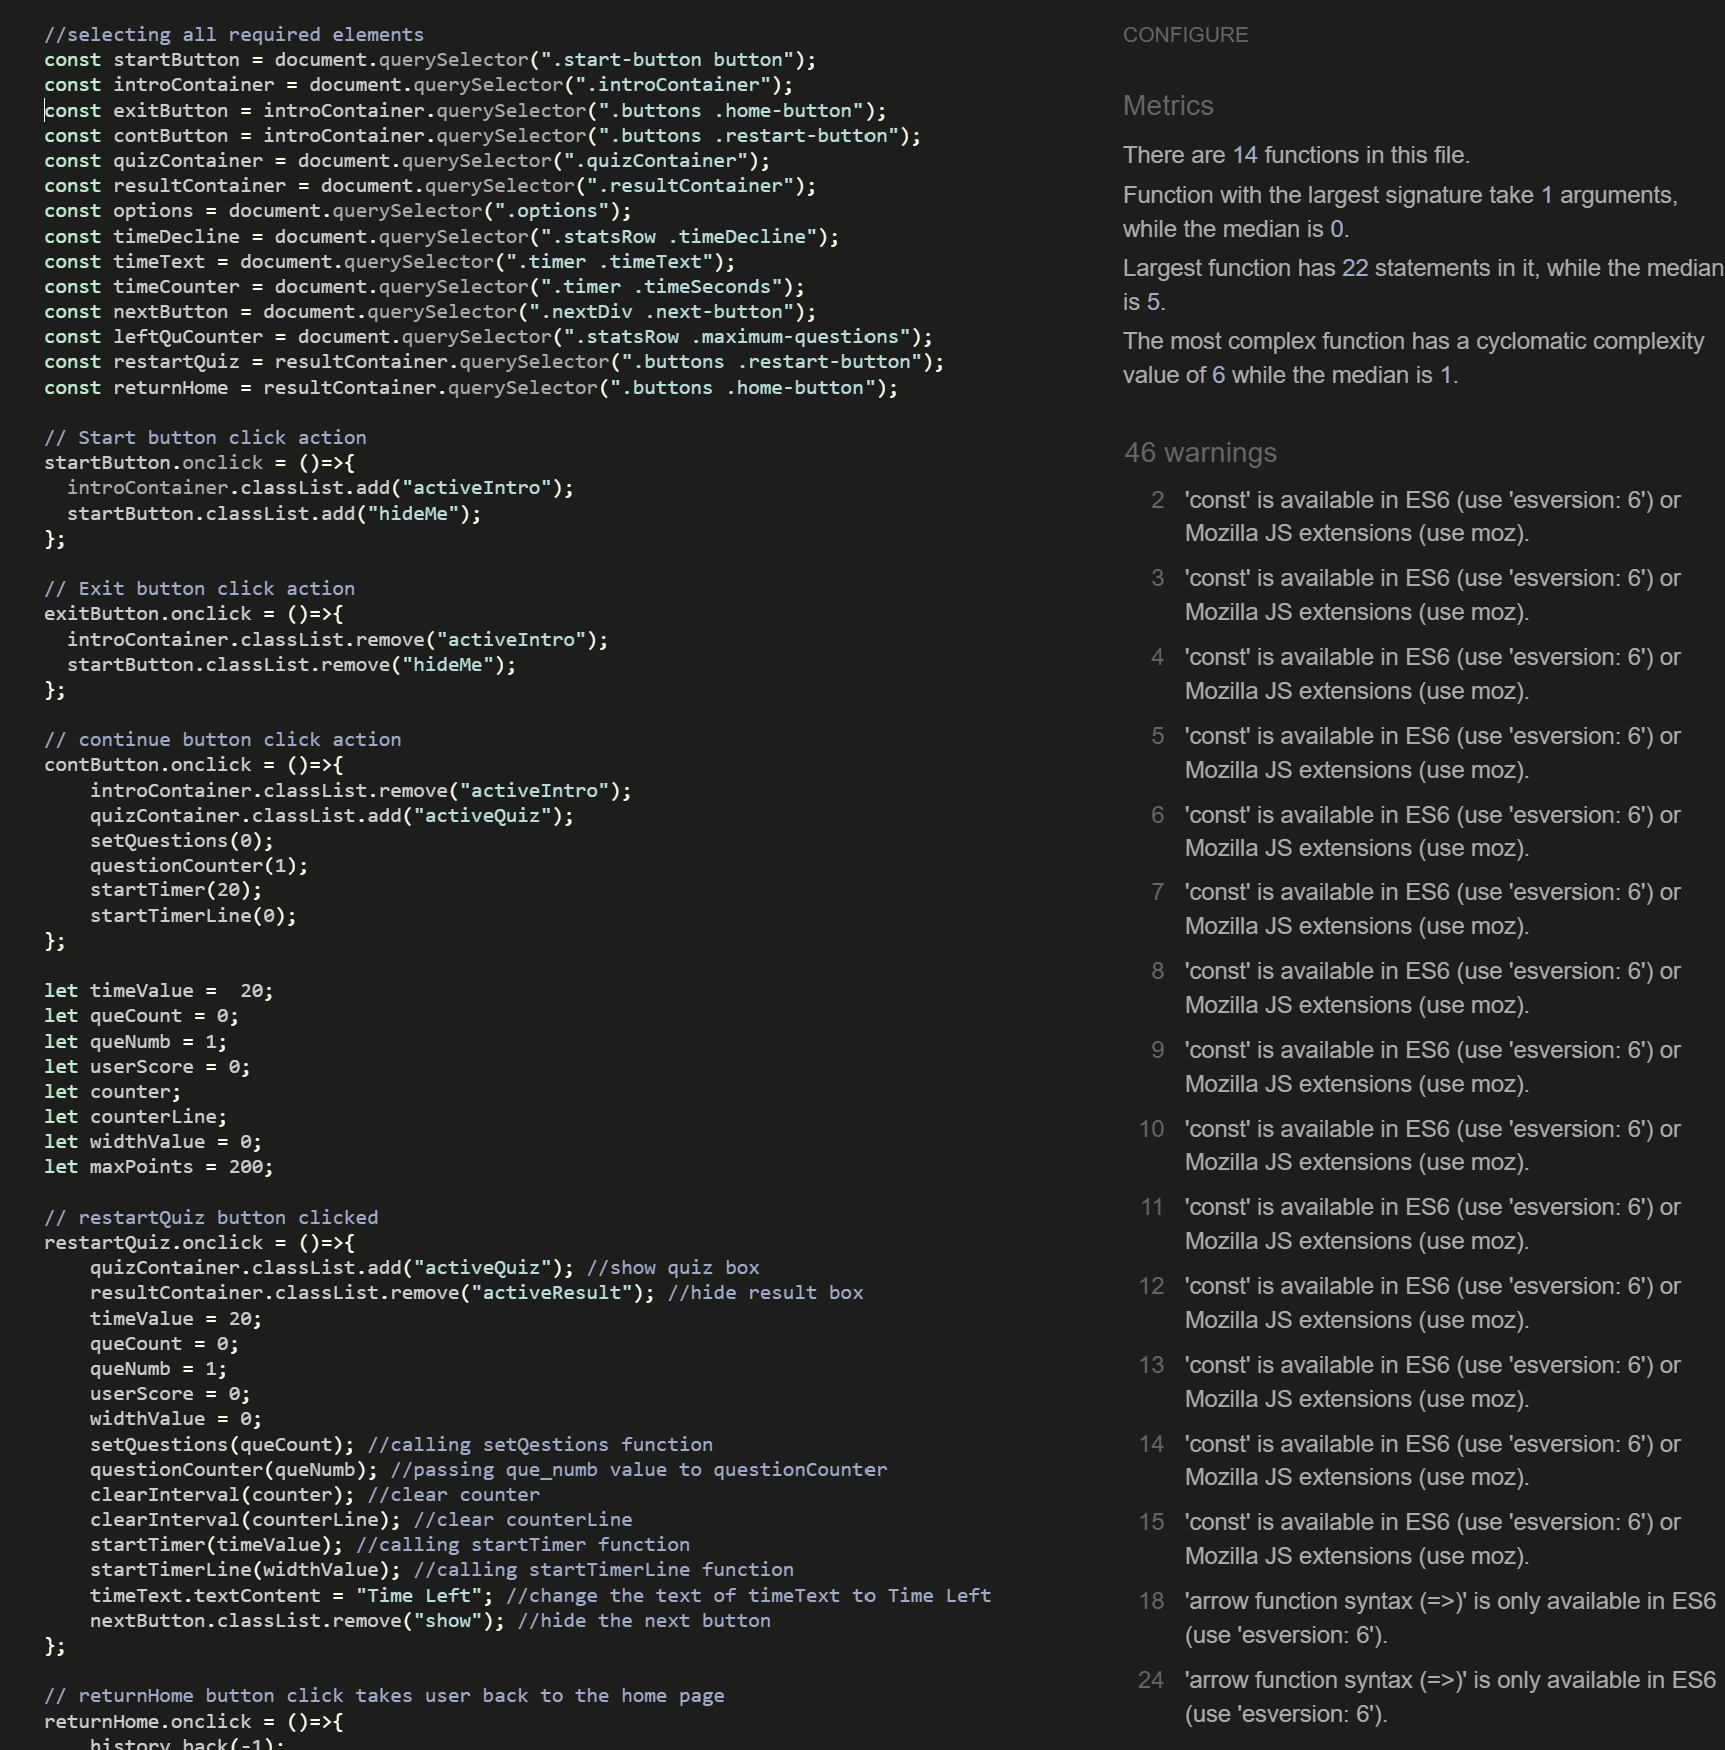 //selecting all required elements
const startButton = document.querySelector(".start-button button");
const introContainer = document.querySelector(".introContainer");
const exitButton = introContainer.querySelector(".buttons .home-button");
const contButton = introContainer.querySelector(".buttons .restart-button");
const quizContainer = document.querySelector(".quizContainer");
const resultContainer = document.querySelector(".resultContainer");
const options = document.querySelector(".options");
const timeDecline = document.querySelector(".statsRow .timeDecline");
const timeText = document.querySelector(".timer .timeText");
const timeCounter = document.querySelector(".timer .timeSeconds");
const nextButton = document.querySelector(".nextDiv .next-button");
const leftQuCounter = document.querySelector(".statsRow .maximum-questions");
const restartQuiz = resultContainer.querySelector(".buttons .restart-button");
const returnHome = resultContainer.querySelector(".buttons .home-button");
// Start button click action
startButton.onclick = ()=>{
introContainer.classList.add("activeIntro");
startButton.classList.add("hideMe");
};
// Exit button click action
exitButton.onclick = ()=>{
introContainer.classList.remove("activeIntro");
startButton.classList.remove("hideMe");
};
// continue button click action
contButton.onclick = ()=>{
introContainer.classList.remove("activeIntro");
quizContainer.classList.add("activeQuiz");
setQuestions(0);
questionCounter(1);
startTimer(20);
startTimerLine(0);
};
let timeValue =  20;
let queCount = 0;
let queNumb = 1;
let userScore = 0;
let counter;
let counterLine;
let widthValue = 0;
let maxPoints = 200;
// restartQuiz button clicked
restartQuiz.onclick = ()=>{
quizContainer.classList.add("activeQuiz"); //show quiz box
resultContainer.classList.remove("activeResult"); //hide result box
timeValue = 20;
queCount = 0;
queNumb = 1;
userScore = 0;
widthValue = 0;
setQuestions(queCount); //calling setQestions function
questionCounter(queNumb); //passing que_numb value to questionCounter
clearInterval(counter); //clear counter
clearInterval(counterLine); //clear counterLine
startTimer(timeValue); //calling startTimer function
startTimerLine(widthValue); //calling startTimerLine function
timeText.textContent = "Time Left"; //change the text of timeText to Time Left
nextButton.classList.remove("show"); //hide the next button
};
// returnHome button click takes user back to the home page
returnHome.onclick = ()=>{
history.back(-1);
CONFIGURE
Metrics
There are 14 functions in this file.
Function with the largest signature take 1 arguments,
while the median is 0.
Largest function has 22 statements in it, while the median
is 5.
The most complex function has a cyclomatic complexity
value of 6 while the median is 1.
46 warnings
2 'const' is available in ES6 (use 'esversion: 6') or
Mozilla JS extensions (use moz).
3 'const' is available in ES6 (use 'esversion: 6') or
Mozilla JS extensions (use moz).
4 'const' is available in ES6 (use 'esversion: 6') or
Mozilla JS extensions (use moz).
5 'const' is available in ES6 (use 'esversion: 6') or
Mozilla JS extensions (use moz).
6 'const' is available in ES6 (use 'esversion: 6') or
Mozilla JS extensions (use moz).
7 'const' is available in ES6 (use 'esversion: 6') or
Mozilla JS extensions (use moz).
8 'const' is available in ES6 (use 'esversion: 6') or
Mozilla JS extensions (use moz).
9 'const' is available in ES6 (use 'esversion: 6') or
Mozilla JS extensions (use moz).
10 'const' is available in ES6 (use 'esversion: 6') or
Mozilla JS extensions (use moz).
11 'const' is available in ES6 (use 'esversion: 6') or
Mozilla JS extensions (use moz).
12 'const' is available in ES6 (use 'esversion: 6') or
Mozilla JS extensions (use moz).
13 'const' is available in ES6 (use 'esversion: 6') or
Mozilla JS extensions (use moz).
14 'const' is available in ES6 (use 'esversion: 6') or
Mozilla JS extensions (use moz).
15 'const' is available in ES6 (use 'esversion: 6') or
Mozilla JS extensions (use moz).
18 'arrow function syntax (=>)' is only available in ES6
(use 'esversion: 6').
24 'arrow function syntax (=>)' is only available in ES6
(use 'esversion: 6').